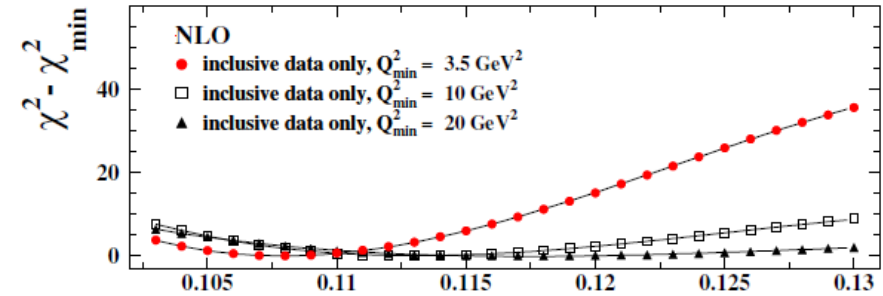 χ² - χ²min
NLO
inclusive data only, Q²min = 3.5 GeV²
inclusive data only, Q²min = 10 GeV²
inclusive data only, Q²min = 20 GeV²
40
20
0
0.105 0.11 0.115 0.12 0.125 0.13